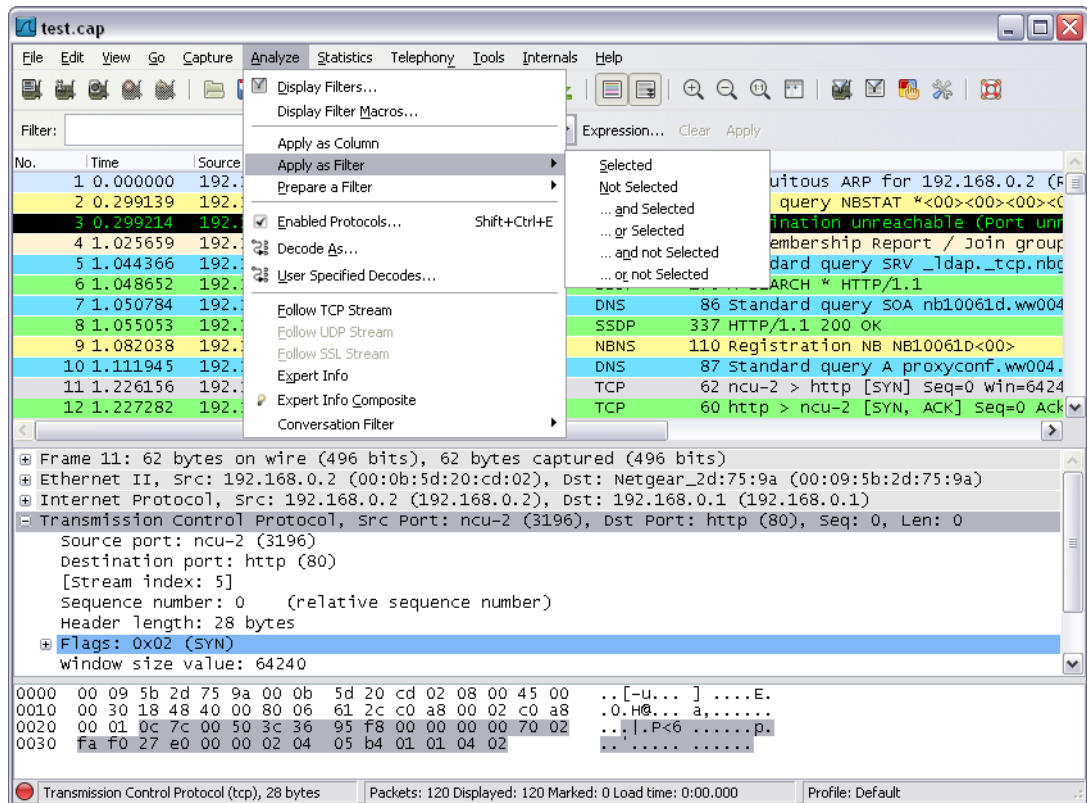 test.cap
File Edit View Go Capture Analyze Statistics Telephony Tools Internals Help
Display Filters...
Display Filter Macros...
Apply as Column
Apply as Filter
Prepare a Filter
Enabled Protocols... Shift+Ctrl+E
Decode As...
User Specified Decodes...
Follow TCP Stream
Follow UDP Stream
Follow SSL Stream
Expert Info
Expert Info Composite
Conversation Filter
Selected
Not Selected
... and Selected
... or Selected
... and not Selected
... or not Selected
Filter: Expression... Clear Apply
No. Time Source
1 0.000000 192. uitous ARP for 192.168.0.2
2 0.299139 192. query NBSTAT *<00><00><00>
3 0.299214 192. ination unreachable (Port unr
4 1.025659 192. embership Report / Join group
5 1.044366 192. dard query SRV _ldap._tcp.nbg
6 1.048652 192. * HTTP/1.1
7 1.050784 192. DNS 86 Standard query SOA nb10061d.ww004
8 1.055053 192. SSDP 337 HTTP/1.1 200 OK
9 1.082038 192. NBNS 110 Registration NB NB10061D<00>
10 1.111945 192. DNS 87 Standard query A proxyconf.ww004.
11 1.226156 192. TCP 62 ncu-2 > http [SYN] Seq=0 Win=6424
12 1.227282 192. TCP 60 http > ncu-2 [SYN, ACK] Seq=0 Ack
Frame 11: 62 bytes on wire (496 bits), 62 bytes captured (496 bits)
Ethernet II, Src: 192.168.0.2 (00:0b:5d:20:cd:02), Dst: Netgear_2d:75:9a (00:09:5b:2d:75:9a)
Internet Protocol, Src: 192.168.0.2 (192.168.0.2), Dst: 192.168.0.1 (192.168.0.1)
Transmission Control Protocol, Src Port: ncu-2 (3196), Dst Port: http (80), Seq: 0, Len: 0
Source port: ncu-2 (3196)
Destination port: http (80)
[Stream index: 5]
Sequence number: 0 (relative sequence number)
Header length: 28 bytes
Flags: 0x02 (SYN)
Window size value: 64240
0000 00 09 5b 2d 75 9a 00 0b 5d 20 cd 02 08 00 45 00 ..[-u... ] ....E.
0010 00 30 18 48 40 00 80 06 61 2c c0 a8 00 02 c0 a8 .0.H@... a,......
0020 00 01 0c 7c 00 50 3c 36 95 f8 00 00 00 00 70 02 ...|.P<6 ......p.
0030 fa f0 27 e0 00 00 02 04 05 b4 01 01 04 02 ..'..... ......
Transmission Control Protocol (tcp), 28 bytes Packets: 120 Displayed: 120 Marked: 0 Load time: 0:00.000 Profile: Default